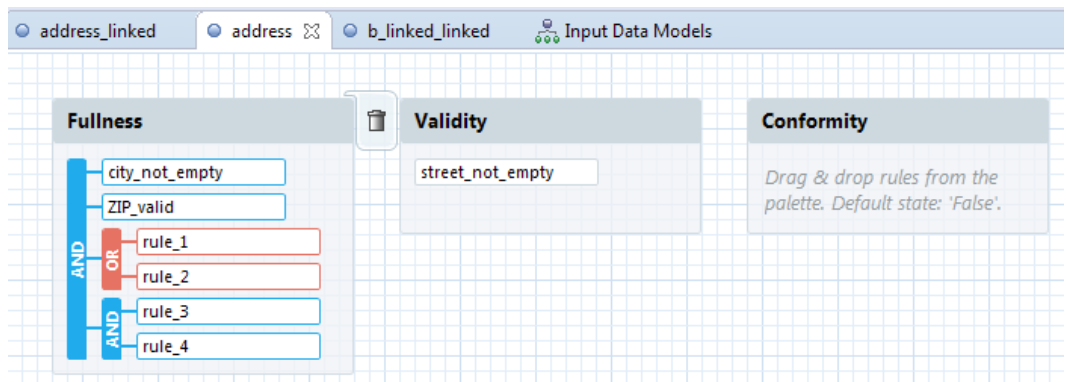 address_linked
address
b_linked_linked
Input Data Models
Fullness
city_not_empty
ZIP_valid
AND
OR
rule_1
rule_2
AND
rule_3
rule_4
Validity
street_not_empty
Conformity
Drag & drop rules from the
palette. Default state: 'False'.